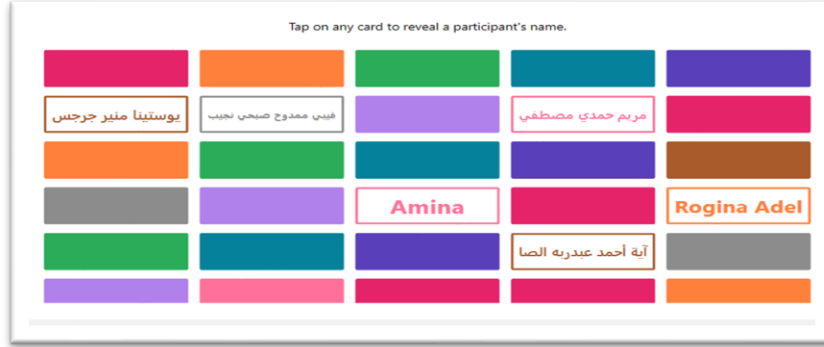 Tap on any card to reveal a participant's name.
يوستينا منير جرجس
فيبي ممدوح صبحي نجيب
مريم حمدي مصطفي
Amina
Rogina Adel
آية أحمد عبدربه الصا